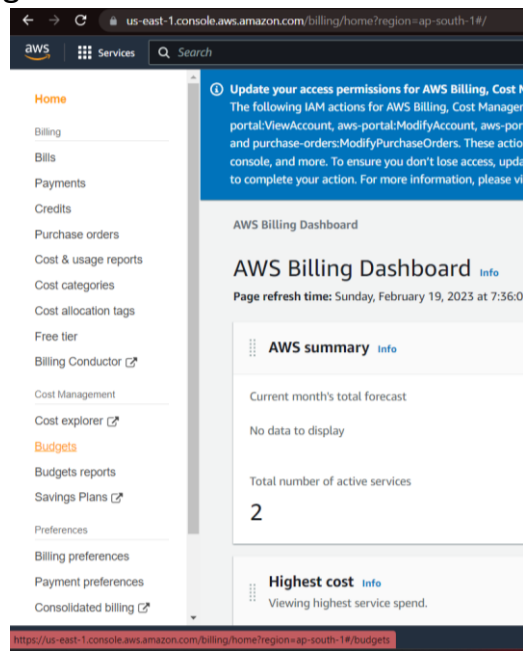 us-east-1.console.aws.amazon.com/billing/home?region=ap-south-1#/
aws
Services
Search
Home
Billing
Bills
Payments
Credits
Purchase orders
Cost & usage reports
Cost categories
Cost allocation tags
Free tier
Billing Conductor
Cost Management
Cost explorer
Budgets
Budgets reports
Savings Plans
Preferences
Billing preferences
Payment preferences
Consolidated billing
Update your access permissions for AWS Billing, Cost
The following IAM actions for AWS Billing, Cost Manager
portal:ViewAccount, aws-portal:ModifyAccount, aws-por
and purchase-orders:ModifyPurchaseOrders. These actio
console, and more. To ensure you don't lose access, upda
to complete your action. For more information, please vi
AWS Billing Dashboard
AWS Billing Dashboard Info
Page refresh time: Sunday, February 19, 2023 at 7:36:0
AWS summary Info
Current month's total forecast
No data to display
Total number of active services
2
Highest cost Info
Viewing highest service spend.
https://us-east-1.console.aws.amazon.com/billing/home?region=ap-south-1#/budgets